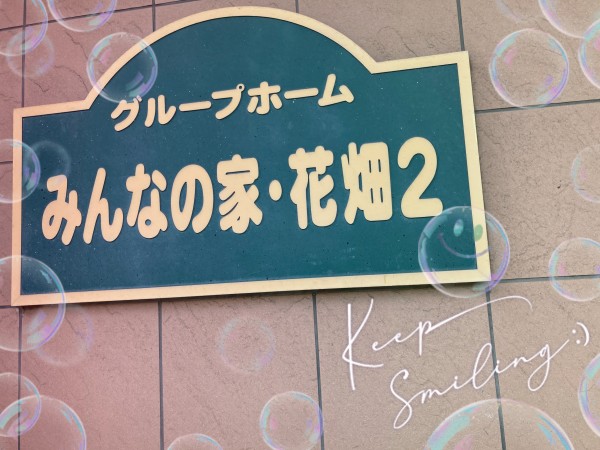 グループホーム
みんなの家・花畑2
Keep
Smiling:)